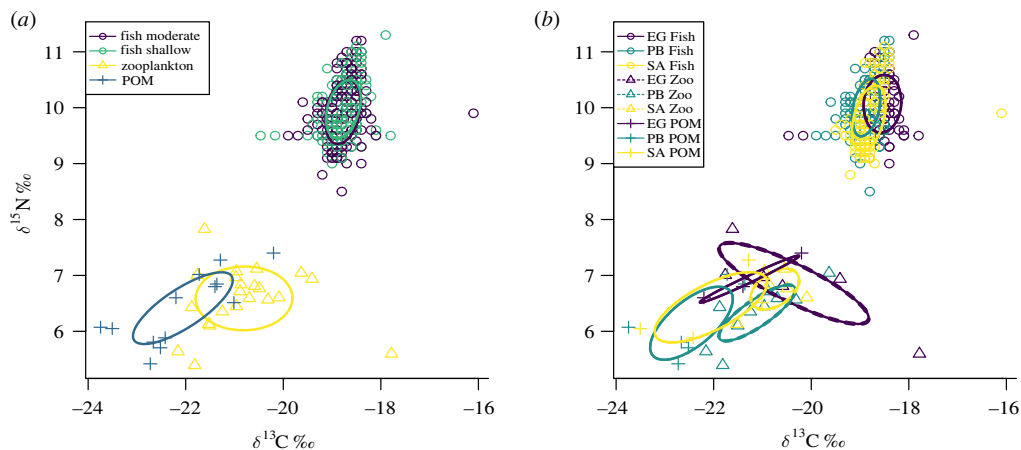 (a)
fish moderate
fish shallow
zooplankton
POM
11
10
9
8
7
6
δ15N ‰
−24
−22
−20
−18
−16
δ13C ‰
(b)
EG Fish
PB Fish
SA Fish
EG Zoo
PB Zoo
SA Zoo
EG POM
PB POM
SA POM
11
10
9
8
7
6
−24
−22
−20
−18
−16
δ13C ‰